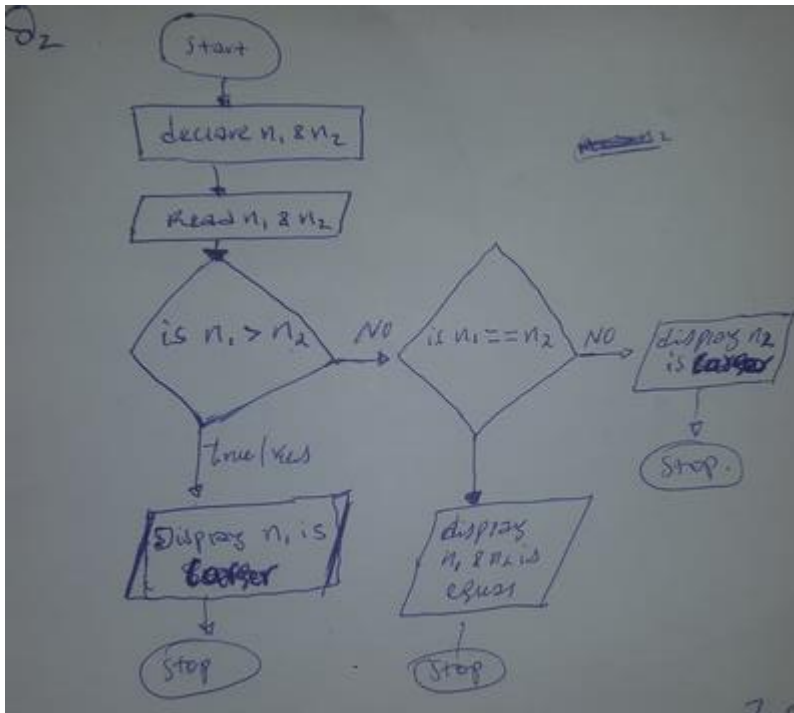 Q2
Start
declare n1 & n2
Read n1 & n2
is n1 > n2
NO
is n1 == n2
NO
display n2
is larger
Stop.
true/yes
Display n1 is
larger
Stop
display
n1 & n2 is
equal
Stop